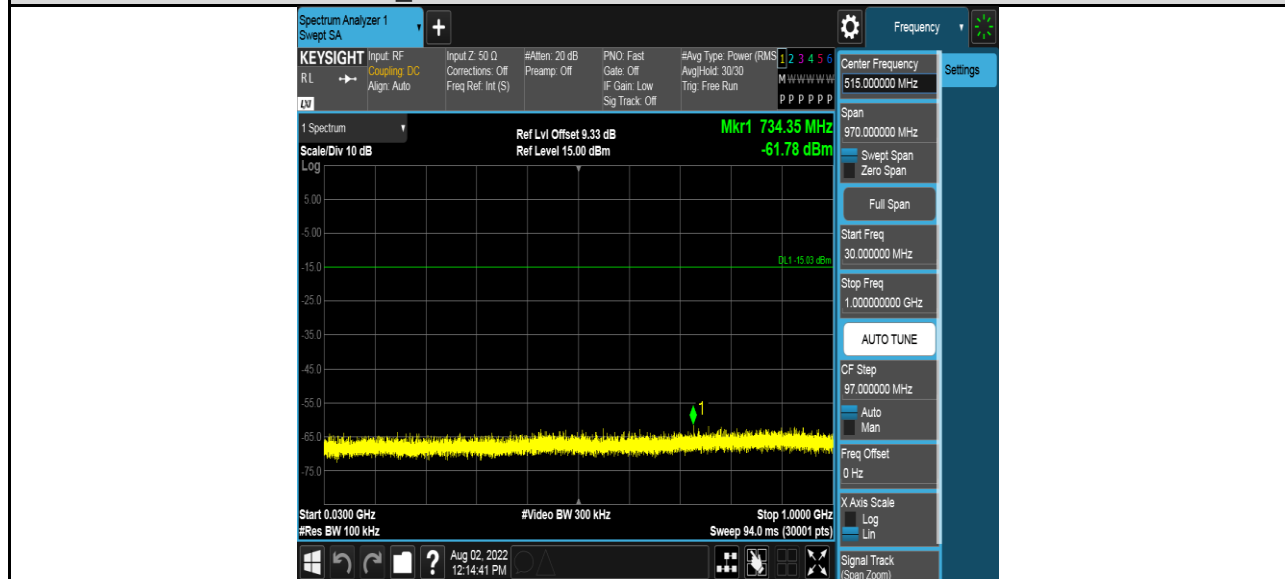 Spectrum Analyzer 1
Swept SA
+
Frequency
KEYSIGHT
RL
LXI
Input: RF
Coupling: DC
Align: Auto
Input Z: 50 Ω
Corrections: Off
Freq Ref: Int (S)
#Atten: 20 dB
Preamp: Off
PNO: Fast
Gate: Off
IF Gain: Low
Sig Track: Off
#Avg Type: Power (RMS
Avg|Hold: 30/30
Trig: Free Run
1 2 3 4 5 6
M W W W W W
P P P P P P
1 Spectrum
Scale/Div 10 dB
Ref Lvl Offset 9.33 dB
Ref Level 15.00 dBm
Mkr1 734.35 MHz
-61.78 dBm
Log
5.00
-5.00
-15.0
DL1 -15.03 dBm
-25.0
-35.0
-45.0
-55.0
1
-65.0
-75.0
Start 0.0300 GHz
#Res BW 100 kHz
#Video BW 300 kHz
Stop 1.0000 GHz
Sweep 94.0 ms (30001 pts)
?
Aug 02, 2022
12:14:41 PM
Center Frequency
515.000000 MHz
Span
970.000000 MHz
Swept Span
Zero Span
Full Span
Start Freq
30.000000 MHz
Stop Freq
1.000000000 GHz
AUTO TUNE
CF Step
97.000000 MHz
Auto
Man
Freq Offset
0 Hz
X Axis Scale
Log
Lin
Signal Track
(Span Zoom)
Settings